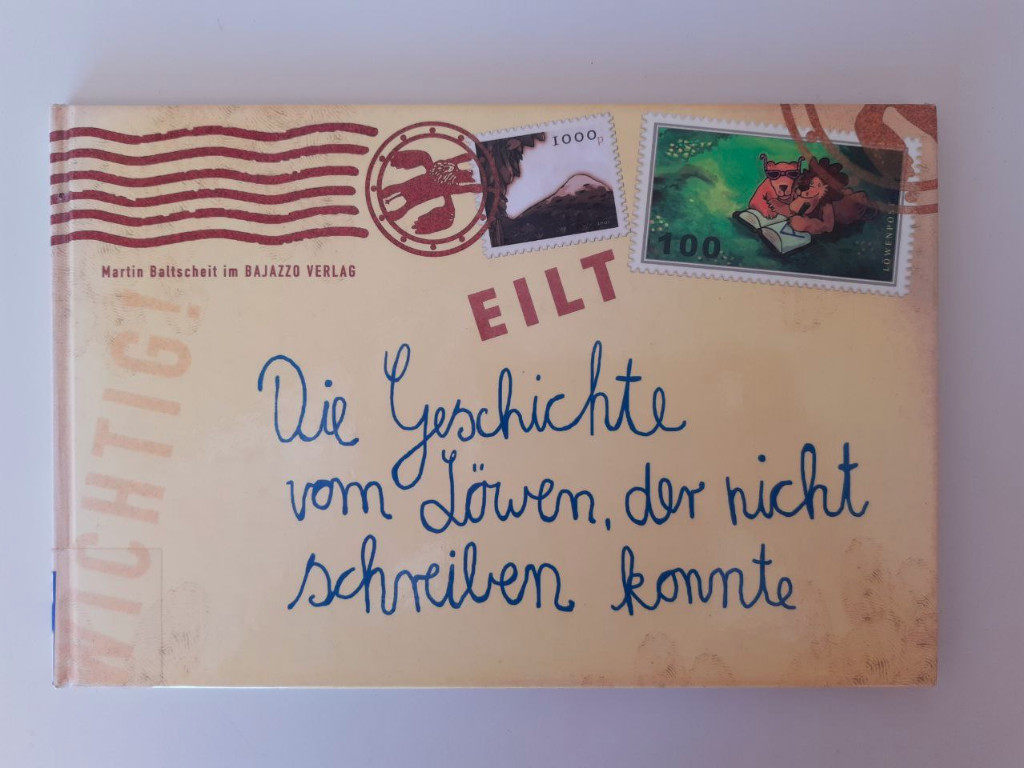 1000p
100
LÖWENPOST
Martin Baltscheit im BAJAZZO VERLAG
EILT
WICHTIG!
Die Geschichte
vom Löwen, der nicht
schreiben konnte